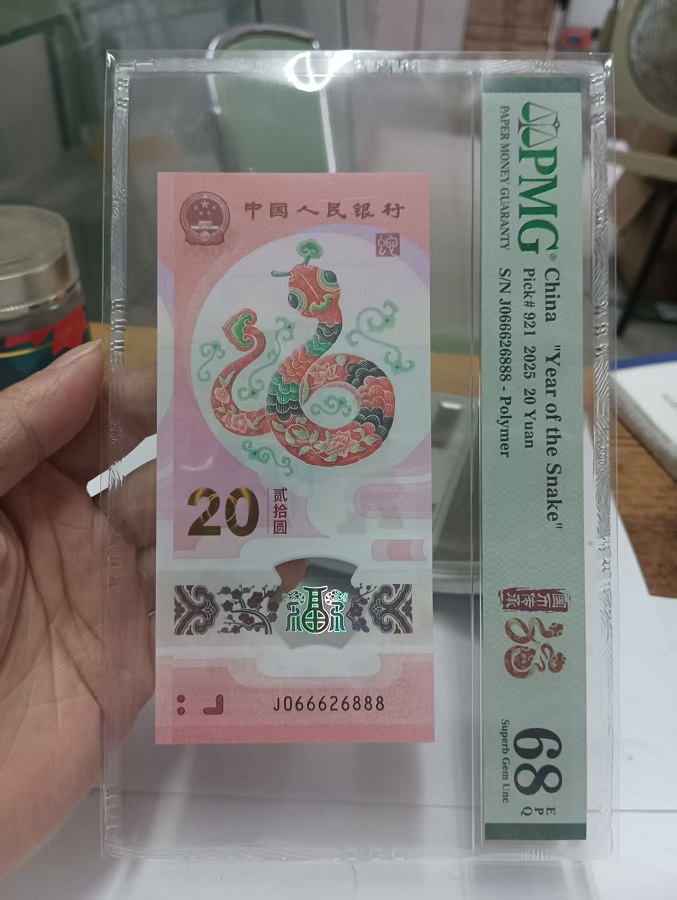 中国人民银行
20
贰拾圆
J066626888
PMG®
PAPER MONEY GUARANTY
China "Year of the Snake"
Pick# 921 2025 20 Yuan
S/N J066626888 - Polymer
68
EPQ
Superb Gem Unc